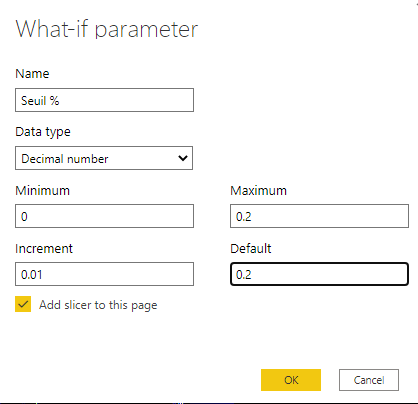 What-if parameter
Name
Seuil %
Data type
Decimal number
Minimum
Maximum
0
0.2
Increment
Default
0.01
0.2
Add slicer to this page
OK
Cancel